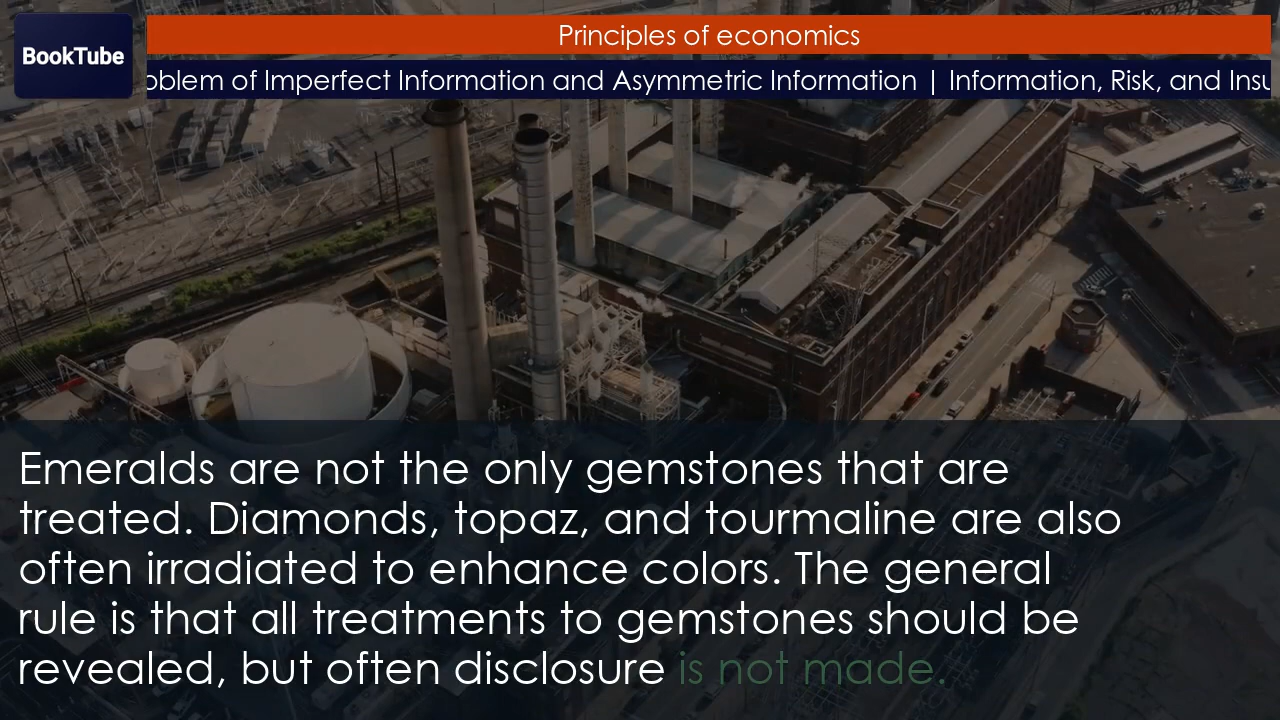 BookTube
Principles of economics
oblem of Imperfect Information and Asymmetric Information | Information, Risk, and Insu
Emeralds are not the only gemstones that are
treated. Diamonds, topaz, and tourmaline are also
often irradiated to enhance colors. The general
rule is that all treatments to gemstones should be
revealed, but often disclosure is not made.